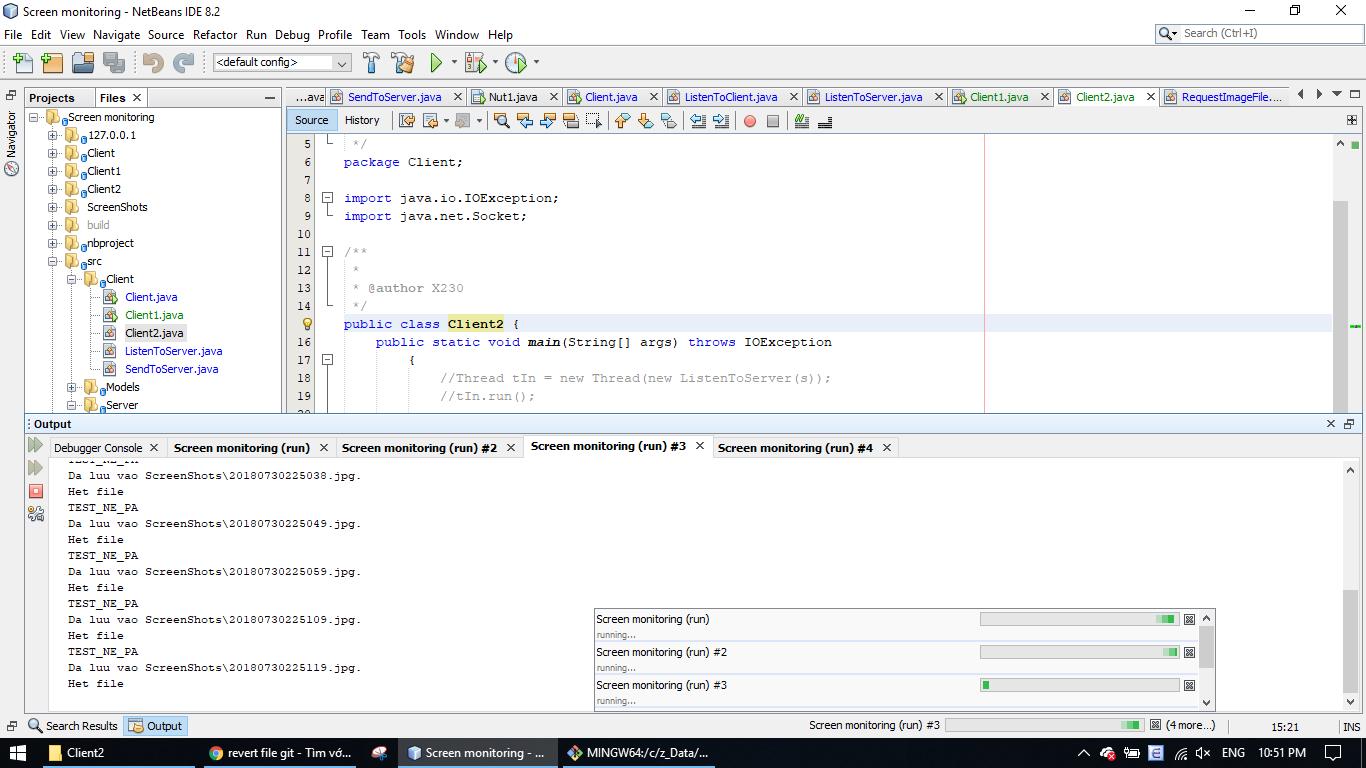 Screen monitoring - NetBeans IDE 8.2
File Edit View Navigate Source Refactor Run Debug Profile Team Tools Window Help
Search (Ctrl+I)
<default config>
Projects
Files
...ava
SendToServer.java
Nut1.java
Client.java
ListenToClient.java
ListenToServer.java
Client1.java
Client2.java
RequestImageFile....
Navigator
Source
History
Screen monitoring
127.0.0.1
Client
Client1
Client2
ScreenShots
build
nbproject
src
Client
Client.java
Client1.java
Client2.java
ListenToServer.java
SendToServer.java
Models
Server
5 */
6 package Client;
7
8 import java.io.IOException;
9 import java.net.Socket;
10
11 /**
12 *
13 * @author X230
14 */
public class Client2 {
16 public static void main(String[] args) throws IOException
17 {
18 //Thread tIn = new Thread(new ListenToServer(s));
19 //tIn.run();
Output
Debugger Console
Screen monitoring (run)
Screen monitoring (run) #2
Screen monitoring (run) #3
Screen monitoring (run) #4
TEST_NE_PA
Da luu vao ScreenShots\20180730225038.jpg.
Het file
TEST_NE_PA
Da luu vao ScreenShots\20180730225049.jpg.
Het file
TEST_NE_PA
Da luu vao ScreenShots\20180730225059.jpg.
Het file
TEST_NE_PA
Da luu vao ScreenShots\20180730225109.jpg.
Het file
TEST_NE_PA
Da luu vao ScreenShots\20180730225119.jpg.
Het file
Screen monitoring (run)
running...
Screen monitoring (run) #2
running...
Screen monitoring (run) #3
running...
Search Results
Output
Screen monitoring (run) #3
(4 more...)
15:21
INS
Client2
revert file git - Tìm vớ...
Screen monitoring - ...
MINGW64:/c/z_Data/...
ENG
10:51 PM